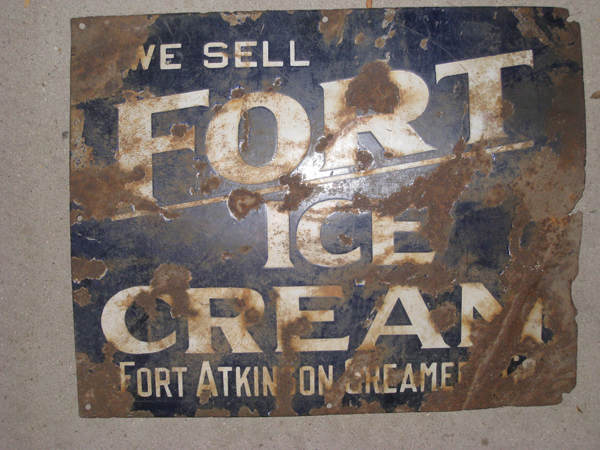 WE SELL
FORT
ICE
CREAM
FORT ATKINSON CREAMERY